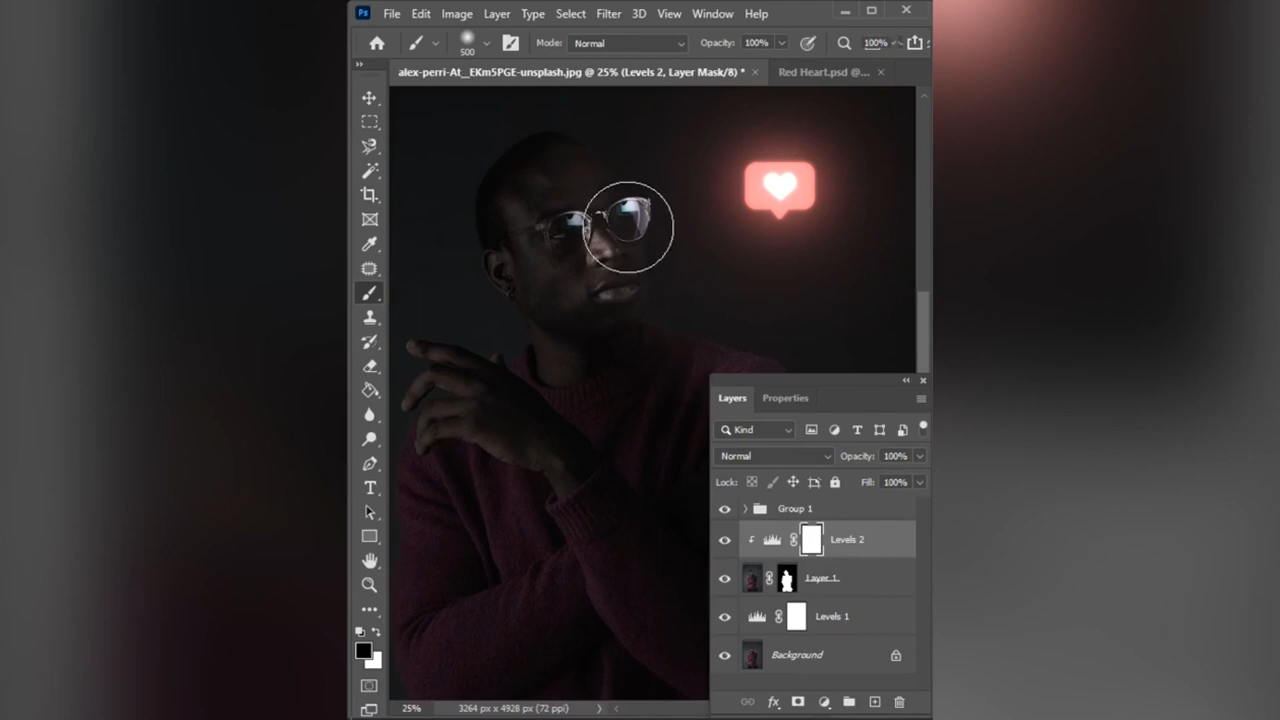 Ps File Edit Image Layer Type Select Filter 3D View Window Help
500 Mode: Normal Opacity: 100% 100%
alex-perri-At__EKm5PGE-unsplash.jpg @ 25% (Levels 2, Layer Mask/8) * × Red Heart.psd @... ×
Layers Properties
Kind
Normal Opacity: 100%
Lock: Fill: 100%
Group 1
Levels 2
Layer 1
Levels 1
Background
25% 3264 px x 4928 px (72 ppi)